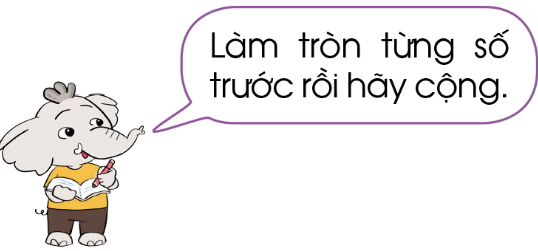 Làm tròn từng số
trước rồi hãy cộng.